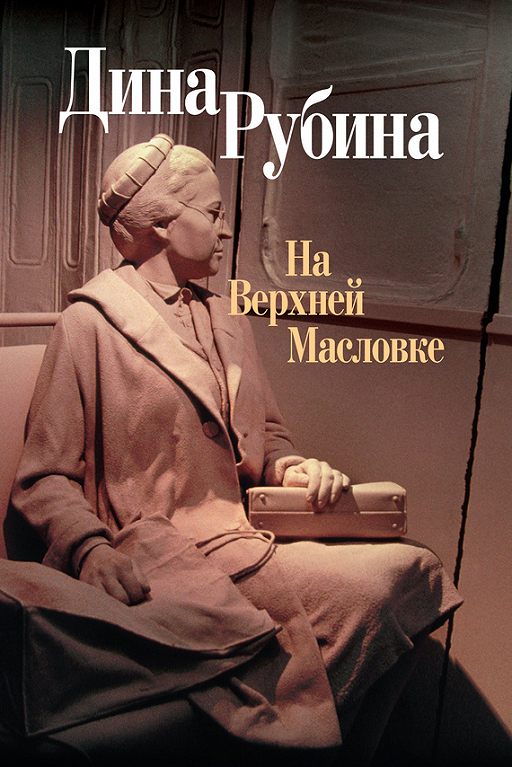 Дина
Рубина
На
Верхней
Масловке